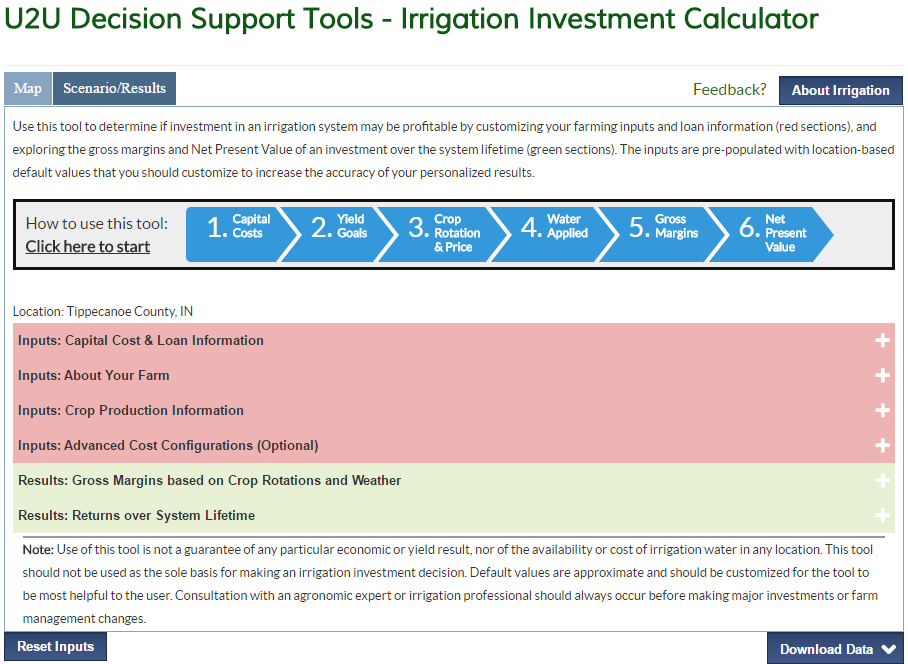 U2U Decision Support Tools - Irrigation Investment Calculator
Map Scenario/Results Feedback? About Irrigation
Use this tool to determine if investment in an irrigation system may be profitable by customizing your farming inputs and loan information (red sections), and
exploring the gross margins and Net Present Value of an investment over the system lifetime (green sections). The inputs are pre-populated with location-based
default values that you should customize to increase the accuracy of your personalized results.
How to use this tool:
Click here to start
1. Capital
Costs
2. Yield
Goals
3. Crop
Rotation
& Price
4. Water
Applied
5. Gross
Margins
6. Net
Present
Value
Location: Tippecanoe County, IN
Inputs: Capital Cost & Loan Information
Inputs: About Your Farm
Inputs: Crop Production Information
Inputs: Advanced Cost Configurations (Optional)
Results: Gross Margins based on Crop Rotations and Weather
Results: Returns over System Lifetime
Note: Use of this tool is not a guarantee of any particular economic or yield result, nor of the availability or cost of irrigation water in any location. This tool
should not be used as the sole basis for making an irrigation investment decision. Default values are approximate and should be customized for the tool to
be most helpful to the user. Consultation with an agronomic expert or irrigation professional should always occur before making major investments or farm
management changes.
Reset Inputs Download Data